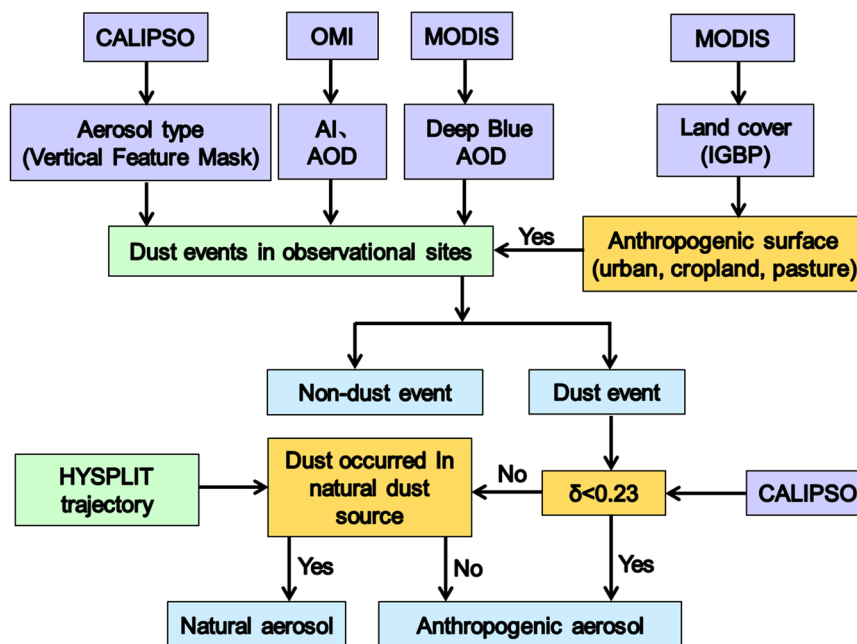 CALIPSO
OMI
MODIS
MODIS
Aerosol type
(Vertical Feature Mask)
AI、
AOD
Deep Blue
AOD
Land cover
(IGBP)
Dust events in observational sites
Yes
Anthropogenic surface
(urban, cropland, pasture)
Non-dust event
Dust event
HYSPLIT
trajectory
Dust occurred In
natural dust
source
No
δ<0.23
CALIPSO
Yes
No
Yes
Natural aerosol
Anthropogenic aerosol